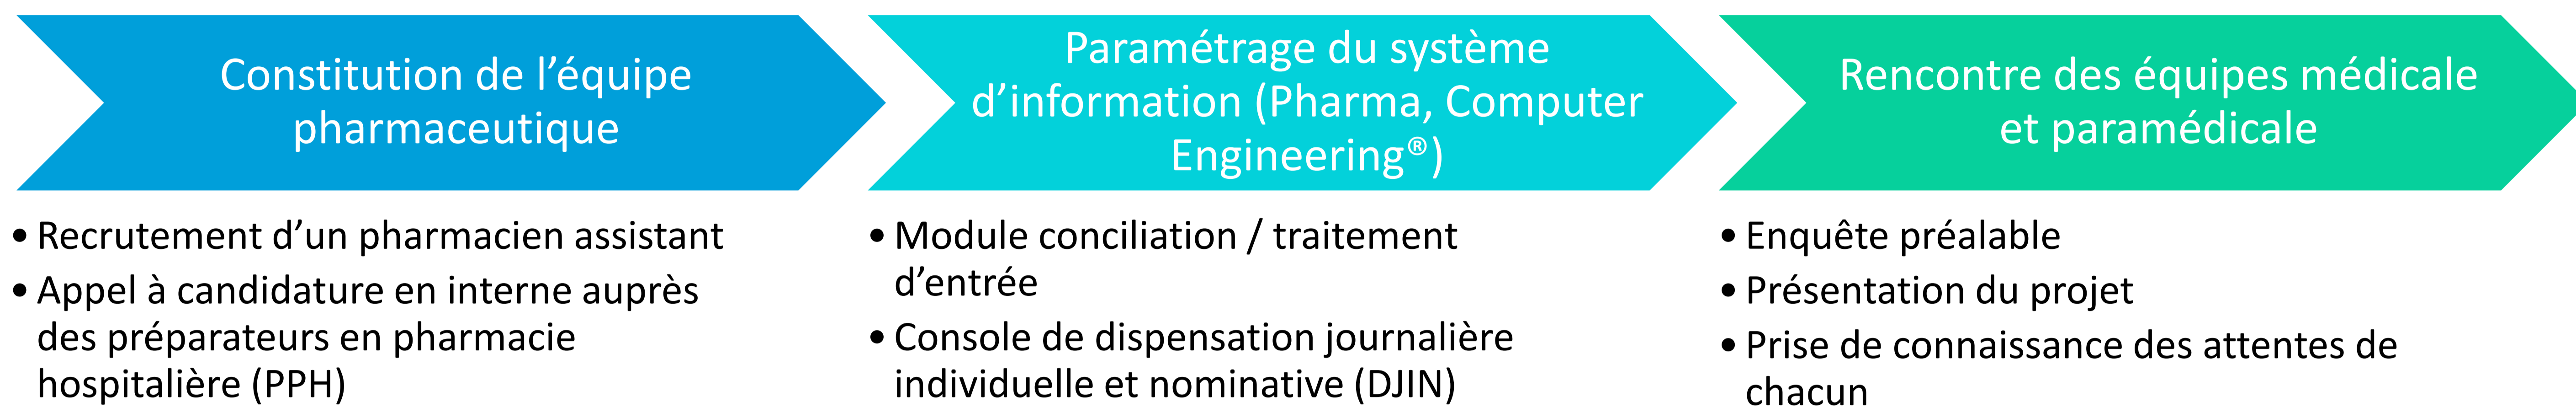 Constitution de l’équipe
pharmaceutique
• Recrutement d’un pharmacien assistant
• Appel à candidature en interne auprès
des préparateurs en pharmacie
hospitalière (PPH)
Paramétrage du système
d’information (Pharma, Computer
Engineering®)
• Module conciliation / traitement
d’entrée
• Console de dispensation journalière
individuelle et nominative (DJIN)
Rencontre des équipes médicale
et paramédicale
• Enquête préalable
• Présentation du projet
• Prise de connaissance des attentes de
chacun